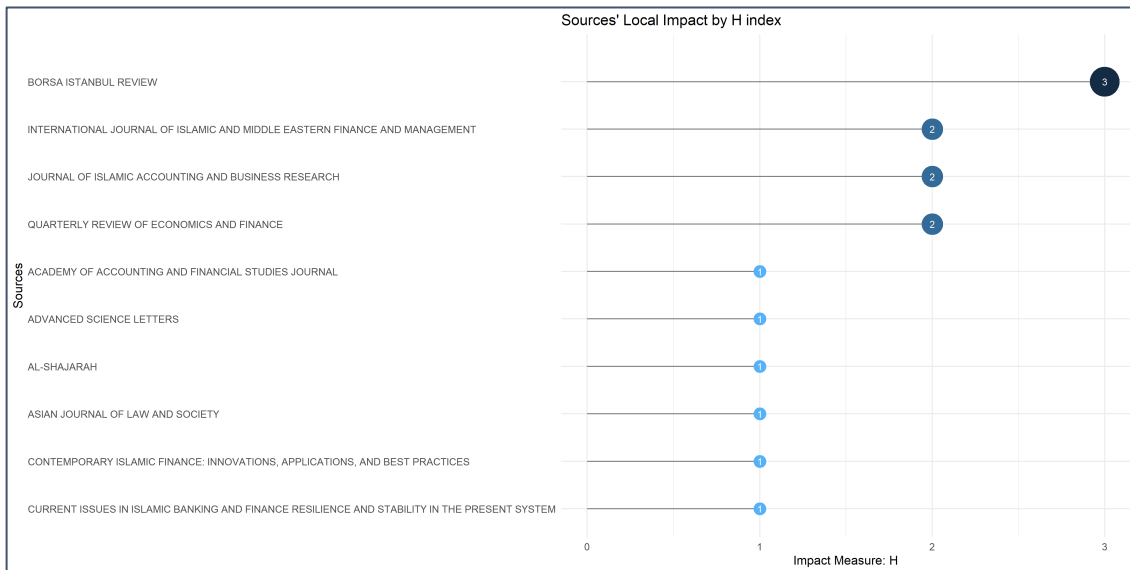 Sources' Local Impact by H index
BORSA ISTANBUL REVIEW
3
INTERNATIONAL JOURNAL OF ISLAMIC AND MIDDLE EASTERN FINANCE AND MANAGEMENT
2
JOURNAL OF ISLAMIC ACCOUNTING AND BUSINESS RESEARCH
2
QUARTERLY REVIEW OF ECONOMICS AND FINANCE
2
Sources
ACADEMY OF ACCOUNTING AND FINANCIAL STUDIES JOURNAL
1
ADVANCED SCIENCE LETTERS
1
AL-SHAJARAH
1
ASIAN JOURNAL OF LAW AND SOCIETY
1
CONTEMPORARY ISLAMIC FINANCE: INNOVATIONS, APPLICATIONS, AND BEST PRACTICES
1
CURRENT ISSUES IN ISLAMIC BANKING AND FINANCE RESILIENCE AND STABILITY IN THE PRESENT SYSTEM
1
0 1 2 3
Impact Measure: H